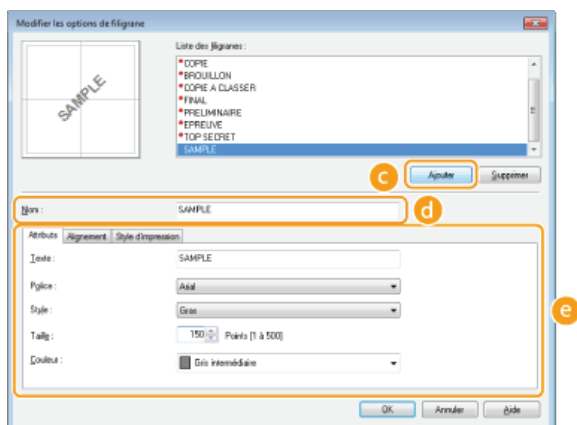 Modifier les options de filigrane
SAMPLE
Liste des filigranes :
*COPIE
*BROUILLON
*COPIE A CLASSER
*FINAL
*PRELIMINAIRE
*EPREUVE
*TOP SECRET
SAMPLE
c
Ajouter
Supprimer
Nom :
SAMPLE
d
Attributs
Alignement
Style d'impression
Texte :
SAMPLE
Police :
Arial
Style :
Gras
e
Taille :
150
Points [1 à 500]
Couleur :
Gris intermédiaire
OK
Annuler
Aide